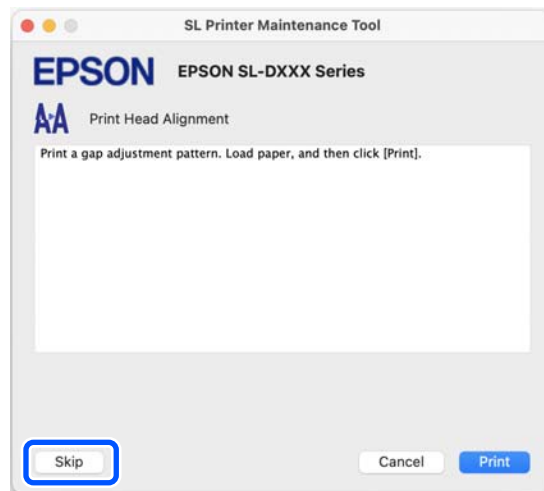 SL Printer Maintenance Tool
EPSON EPSON SL-DXXX Series
Print Head Alignment
Print a gap adjustment pattern. Load paper, and then click [Print].
Skip Cancel Print